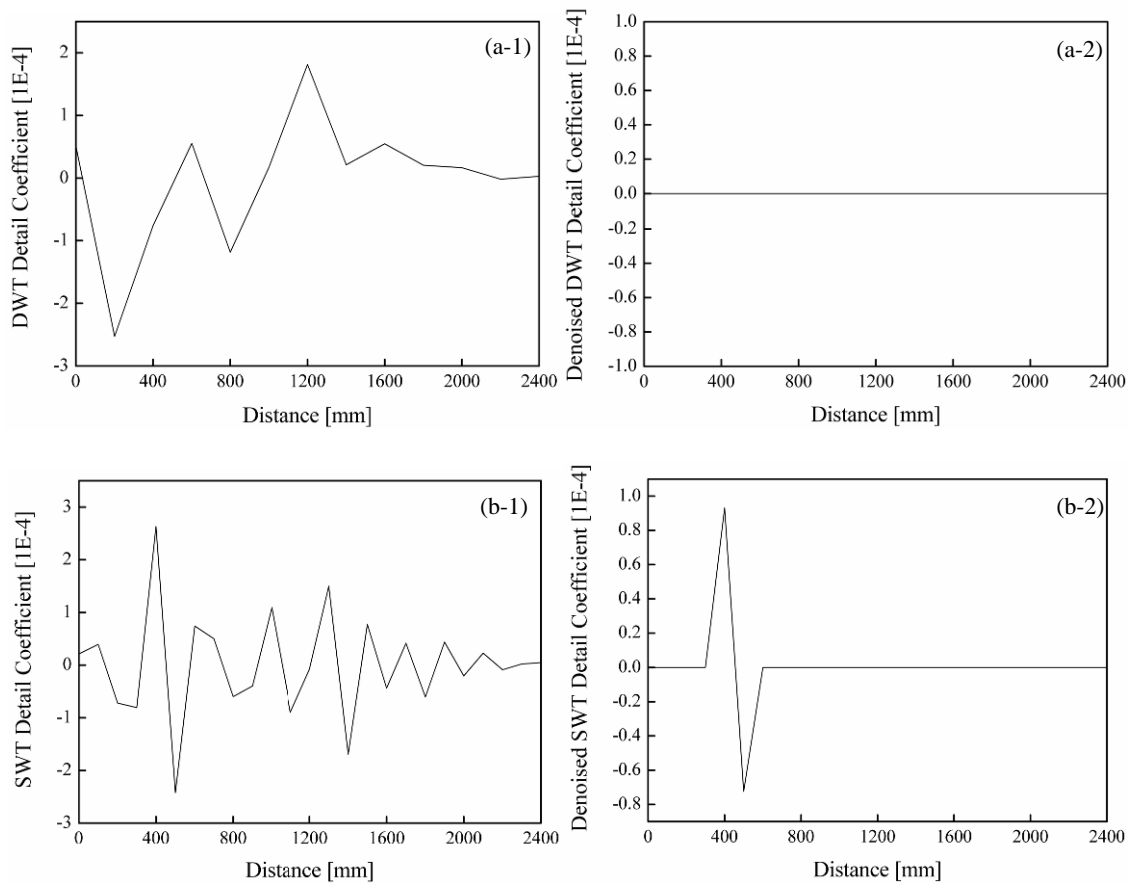 (a-1)
DWT Detail Coefficient [1E-4]
2
1
0
-1
-2
-3
0 400 800 1200 1600 2000 2400
Distance [mm]
(a-2)
Denoised DWT Detail Coefficient [1E-4]
1.0
0.8
0.6
0.4
0.2
0.0
-0.2
-0.4
-0.6
-0.8
-1.0
0 400 800 1200 1600 2000 2400
Distance [mm]
(b-1)
SWT Detail Coefficient [1E-4]
3
2
1
0
-1
-2
-3
0 400 800 1200 1600 2000 2400
Distance [mm]
(b-2)
Denoised SWT Detail Coefficient [1E-4]
1.0
0.8
0.6
0.4
0.2
0.0
-0.2
-0.4
-0.6
-0.8
0 400 800 1200 1600 2000 2400
Distance [mm]